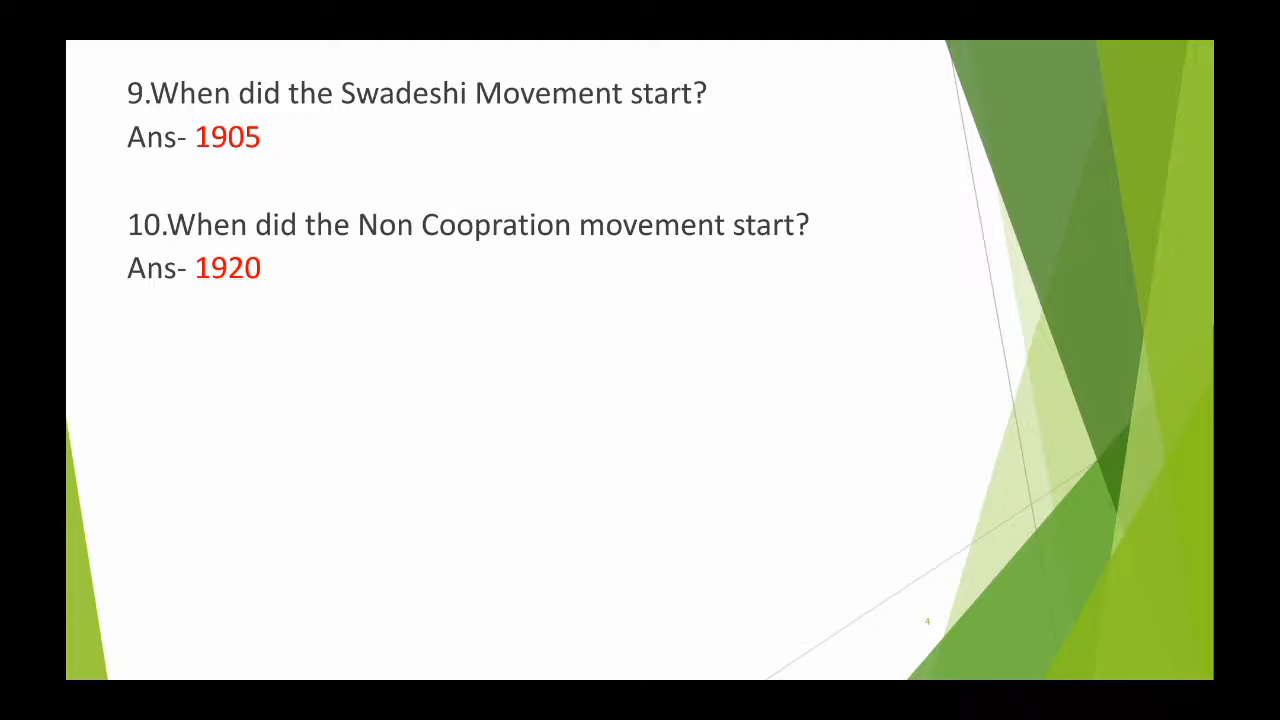 9.When did the Swadeshi Movement start?
Ans- 1905
10.When did the Non Coopration movement start?
Ans- 1920
4